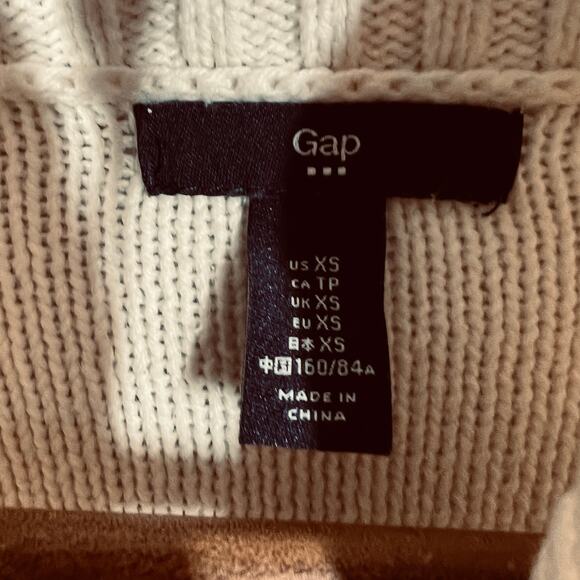 Gap
US XS
CA TP
UK XS
EU XS
日本 XS
中国 160/84A
MADE IN
CHINA